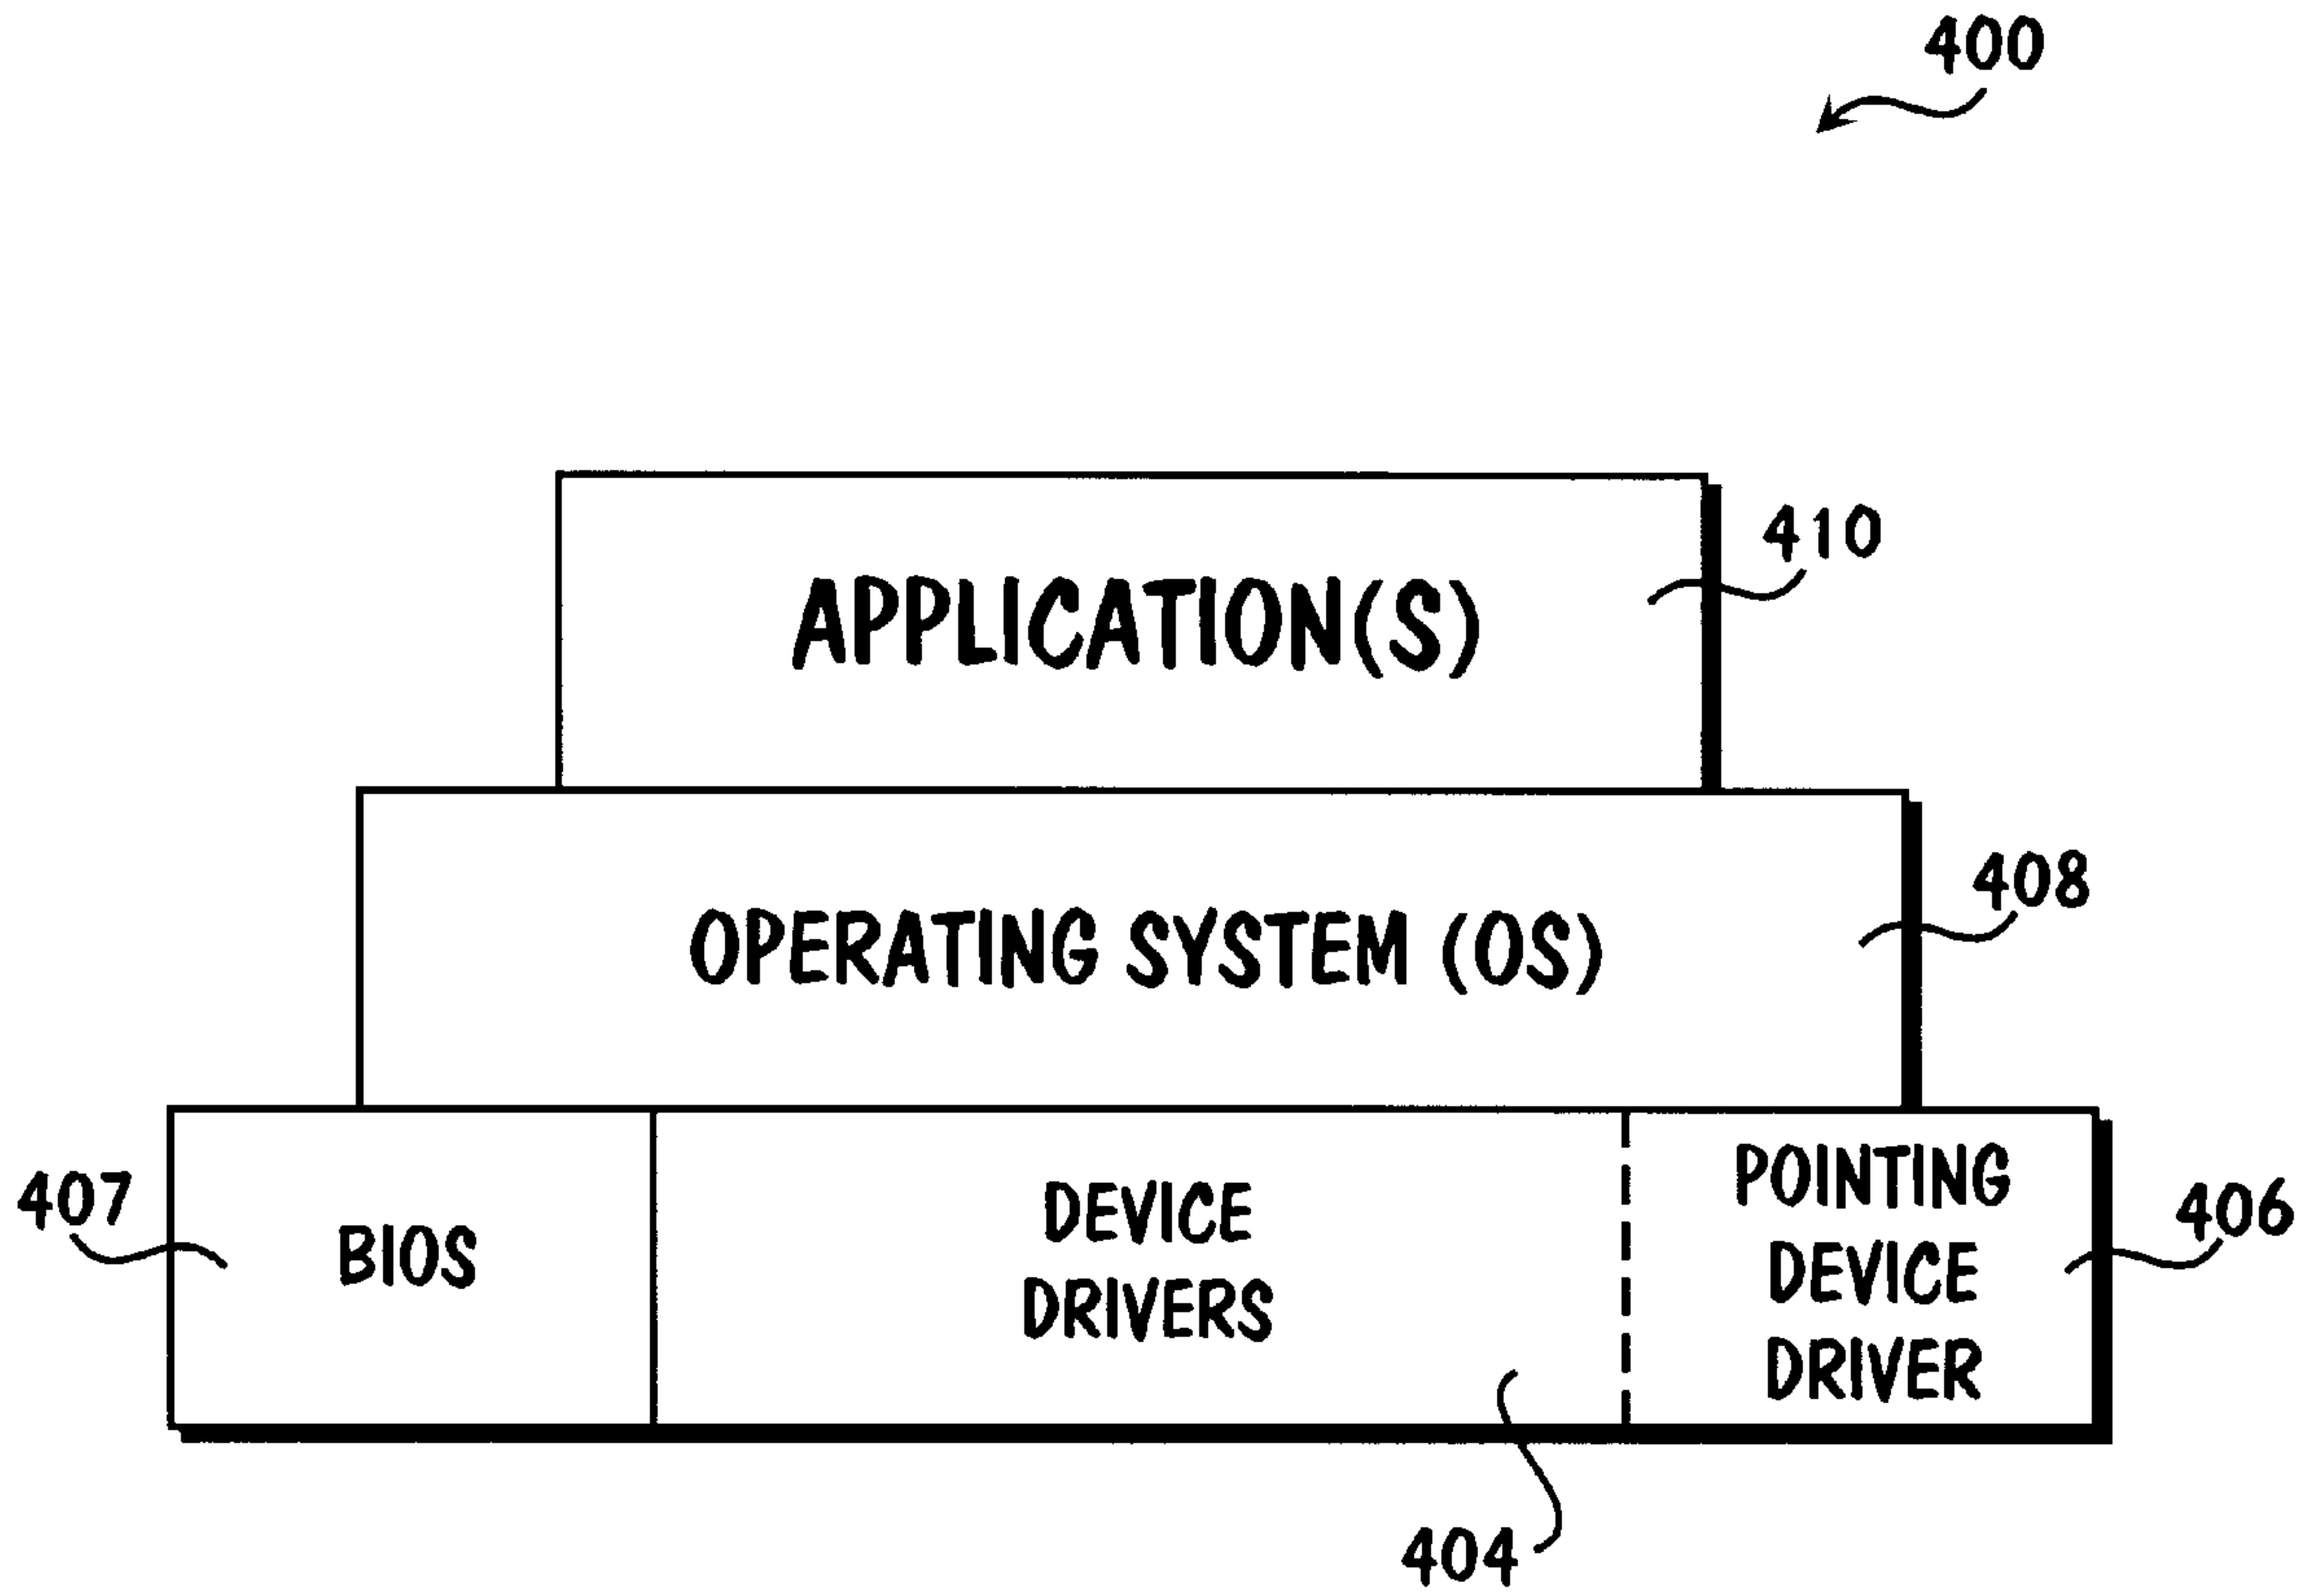 400
APPLICATION(S)
410
OPERATING SYSTEM (OS)
408
407
BIOS
DEVICE
DRIVERS
POINTING
DEVICE
DRIVER
406
404